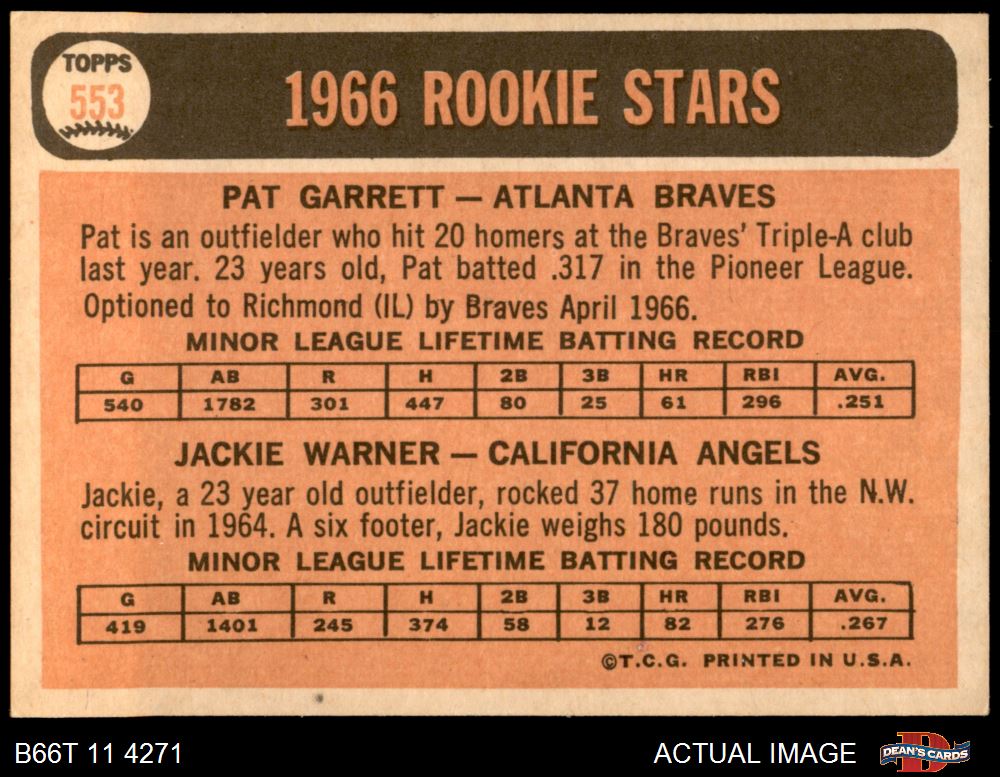 TOPPS
553
1966 ROOKIE STARS
PAT GARRETT — ATLANTA BRAVES
Pat is an outfielder who hit 20 homers at the Braves' Triple-A club
last year. 23 years old, Pat batted .317 in the Pioneer League.
Optioned to Richmond (IL) by Braves April 1966.
MINOR LEAGUE LIFETIME BATTING RECORD
G AB R H 2B 3B HR RBI AVG.
540 1782 301 447 80 25 61 296 .251
JACKIE WARNER — CALIFORNIA ANGELS
Jackie, a 23 year old outfielder, rocked 37 home runs in the N.W.
circuit in 1964. A six footer, Jackie weighs 180 pounds.
MINOR LEAGUE LIFETIME BATTING RECORD
G AB R H 2B 3B HR RBI AVG.
419 1401 245 374 58 12 82 276 .267
©T.C.G. PRINTED IN U.S.A.
B66T 11 4271 ACTUAL IMAGE DEAN'S CARDS